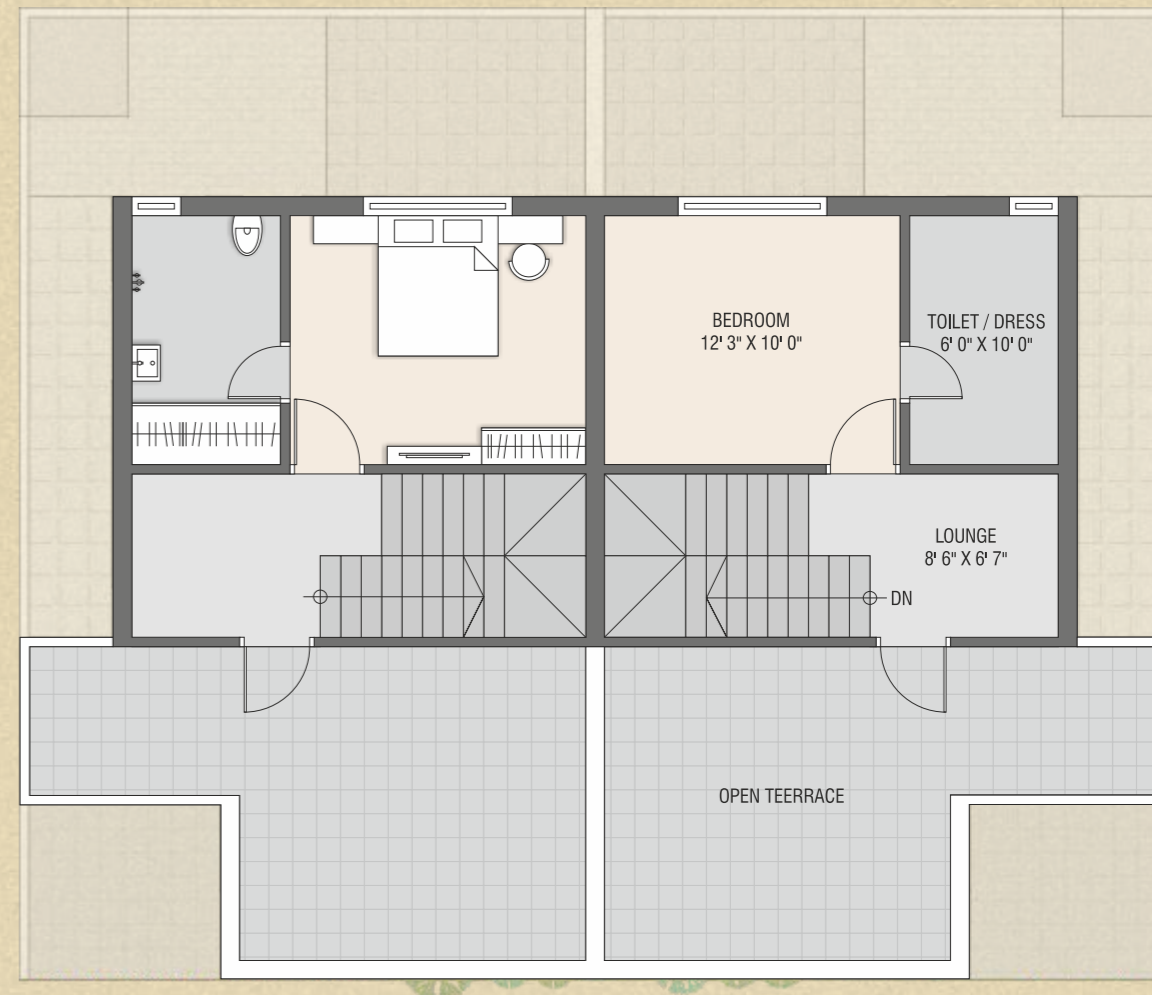 BEDROOM
12' 3" X 10' 0"
TOILET / DRESS
6' 0" X 10' 0"
LOUNGE
8' 6" X 6' 7"
DN
OPEN TEERRACE